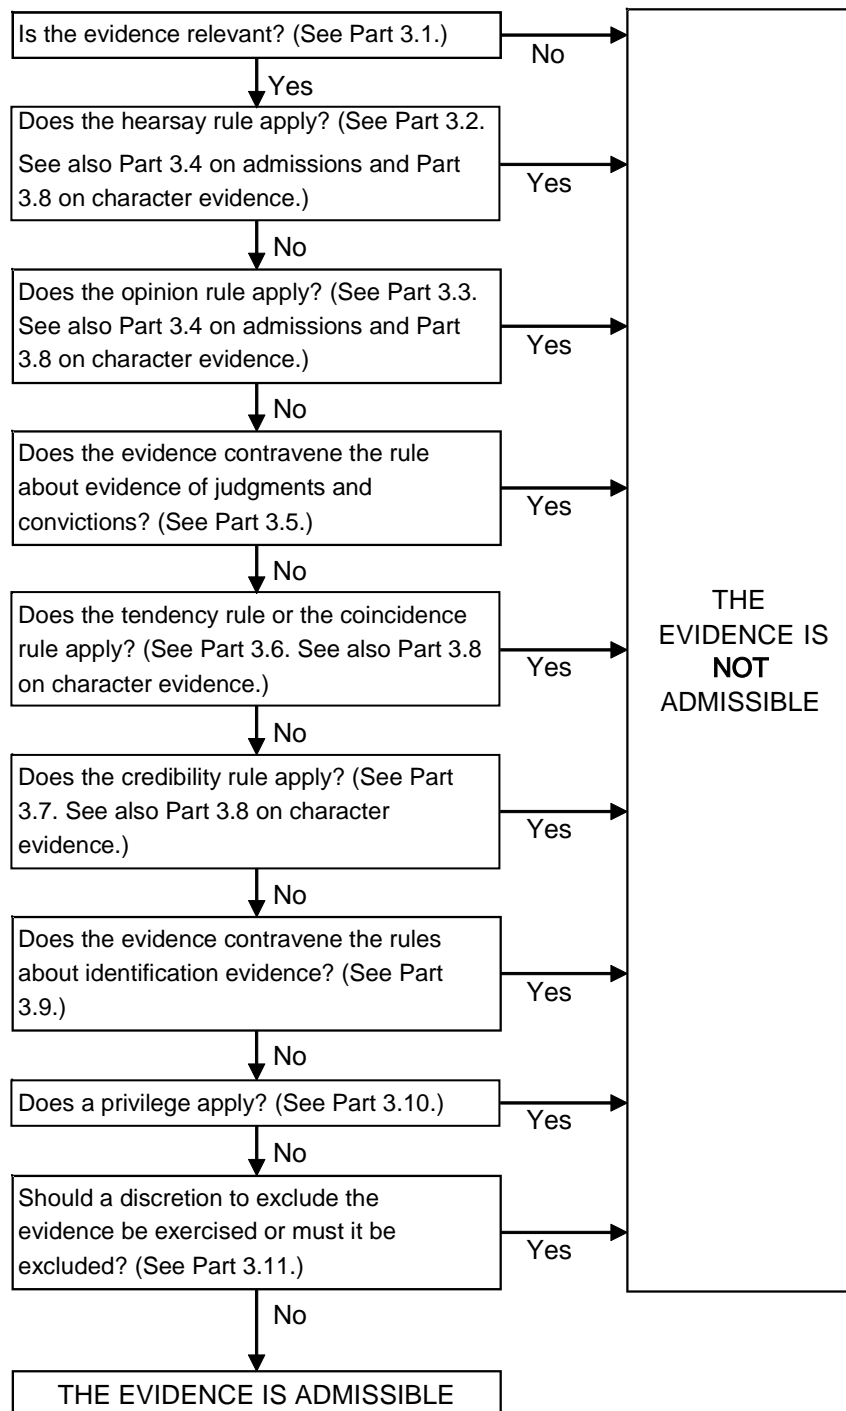 Is the evidence relevant? (See Part 3.1.)
No
Yes
Does the hearsay rule apply? (See Part 3.2.
See also Part 3.4 on admissions and Part
3.8 on character evidence.)
Yes
No
Does the opinion rule apply? (See Part 3.3.
See also Part 3.4 on admissions and Part
3.8 on character evidence.)
Yes
No
Does the evidence contravene the rule
about evidence of judgments and
convictions? (See Part 3.5.)
Yes
No
Does the tendency rule or the coincidence
rule apply? (See Part 3.6. See also Part 3.8
on character evidence.)
Yes
No
Does the credibility rule apply? (See Part
3.7. See also Part 3.8 on character
evidence.)
Yes
No
Does the evidence contravene the rules
about identification evidence? (See Part
3.9.)
Yes
No
Does a privilege apply? (See Part 3.10.)
Yes
No
Should a discretion to exclude the
evidence be exercised or must it be
excluded? (See Part 3.11.)
Yes
No
THE EVIDENCE IS ADMISSIBLE
THE
EVIDENCE IS
NOT
ADMISSIBLE